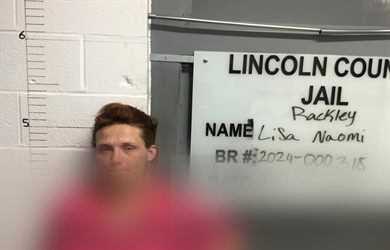 6
LINCOLN COUN
JAIL
Rackley
NAME Lisa Naomi
5
BR #: 2024-000318